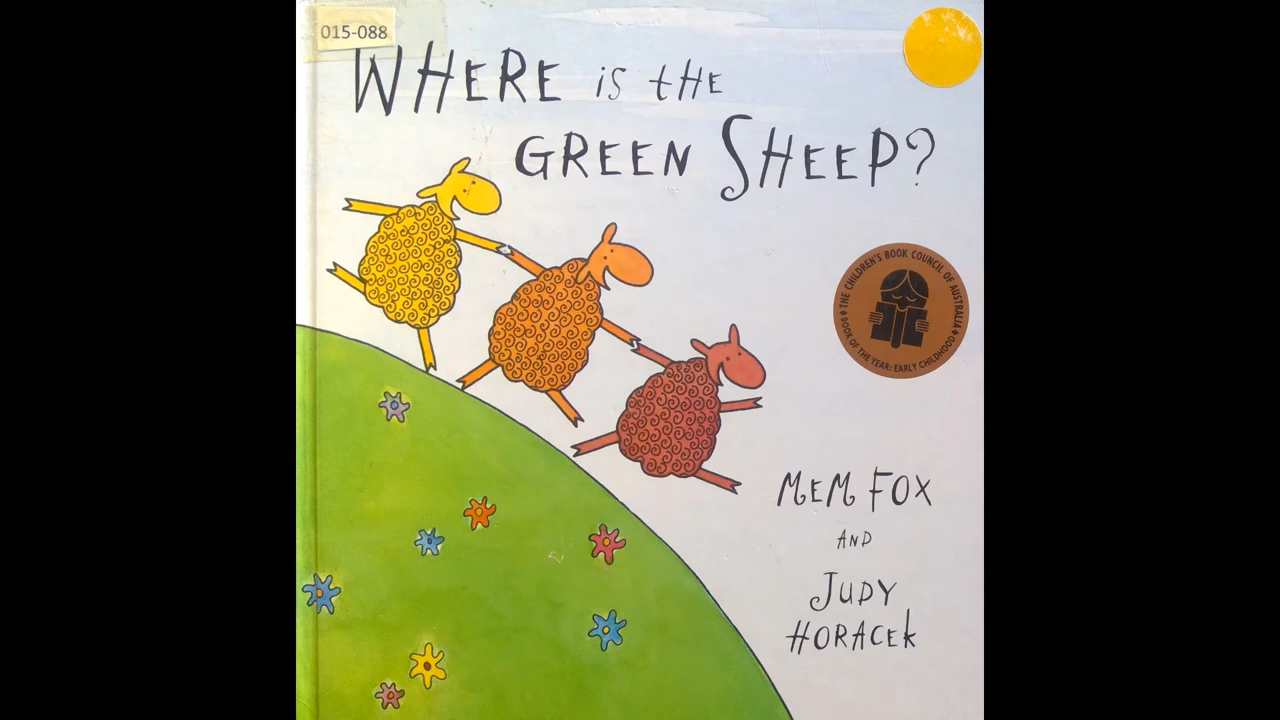 015-088
WHERE is tHE
GREEN SHEEP?
THE CHILDREN'S BOOK COUNCIL OF AUSTRALIA
BOOK OF THE YEAR: EARLY CHILDHOOD
MEM FOX
AND
JUDY
HORACEk